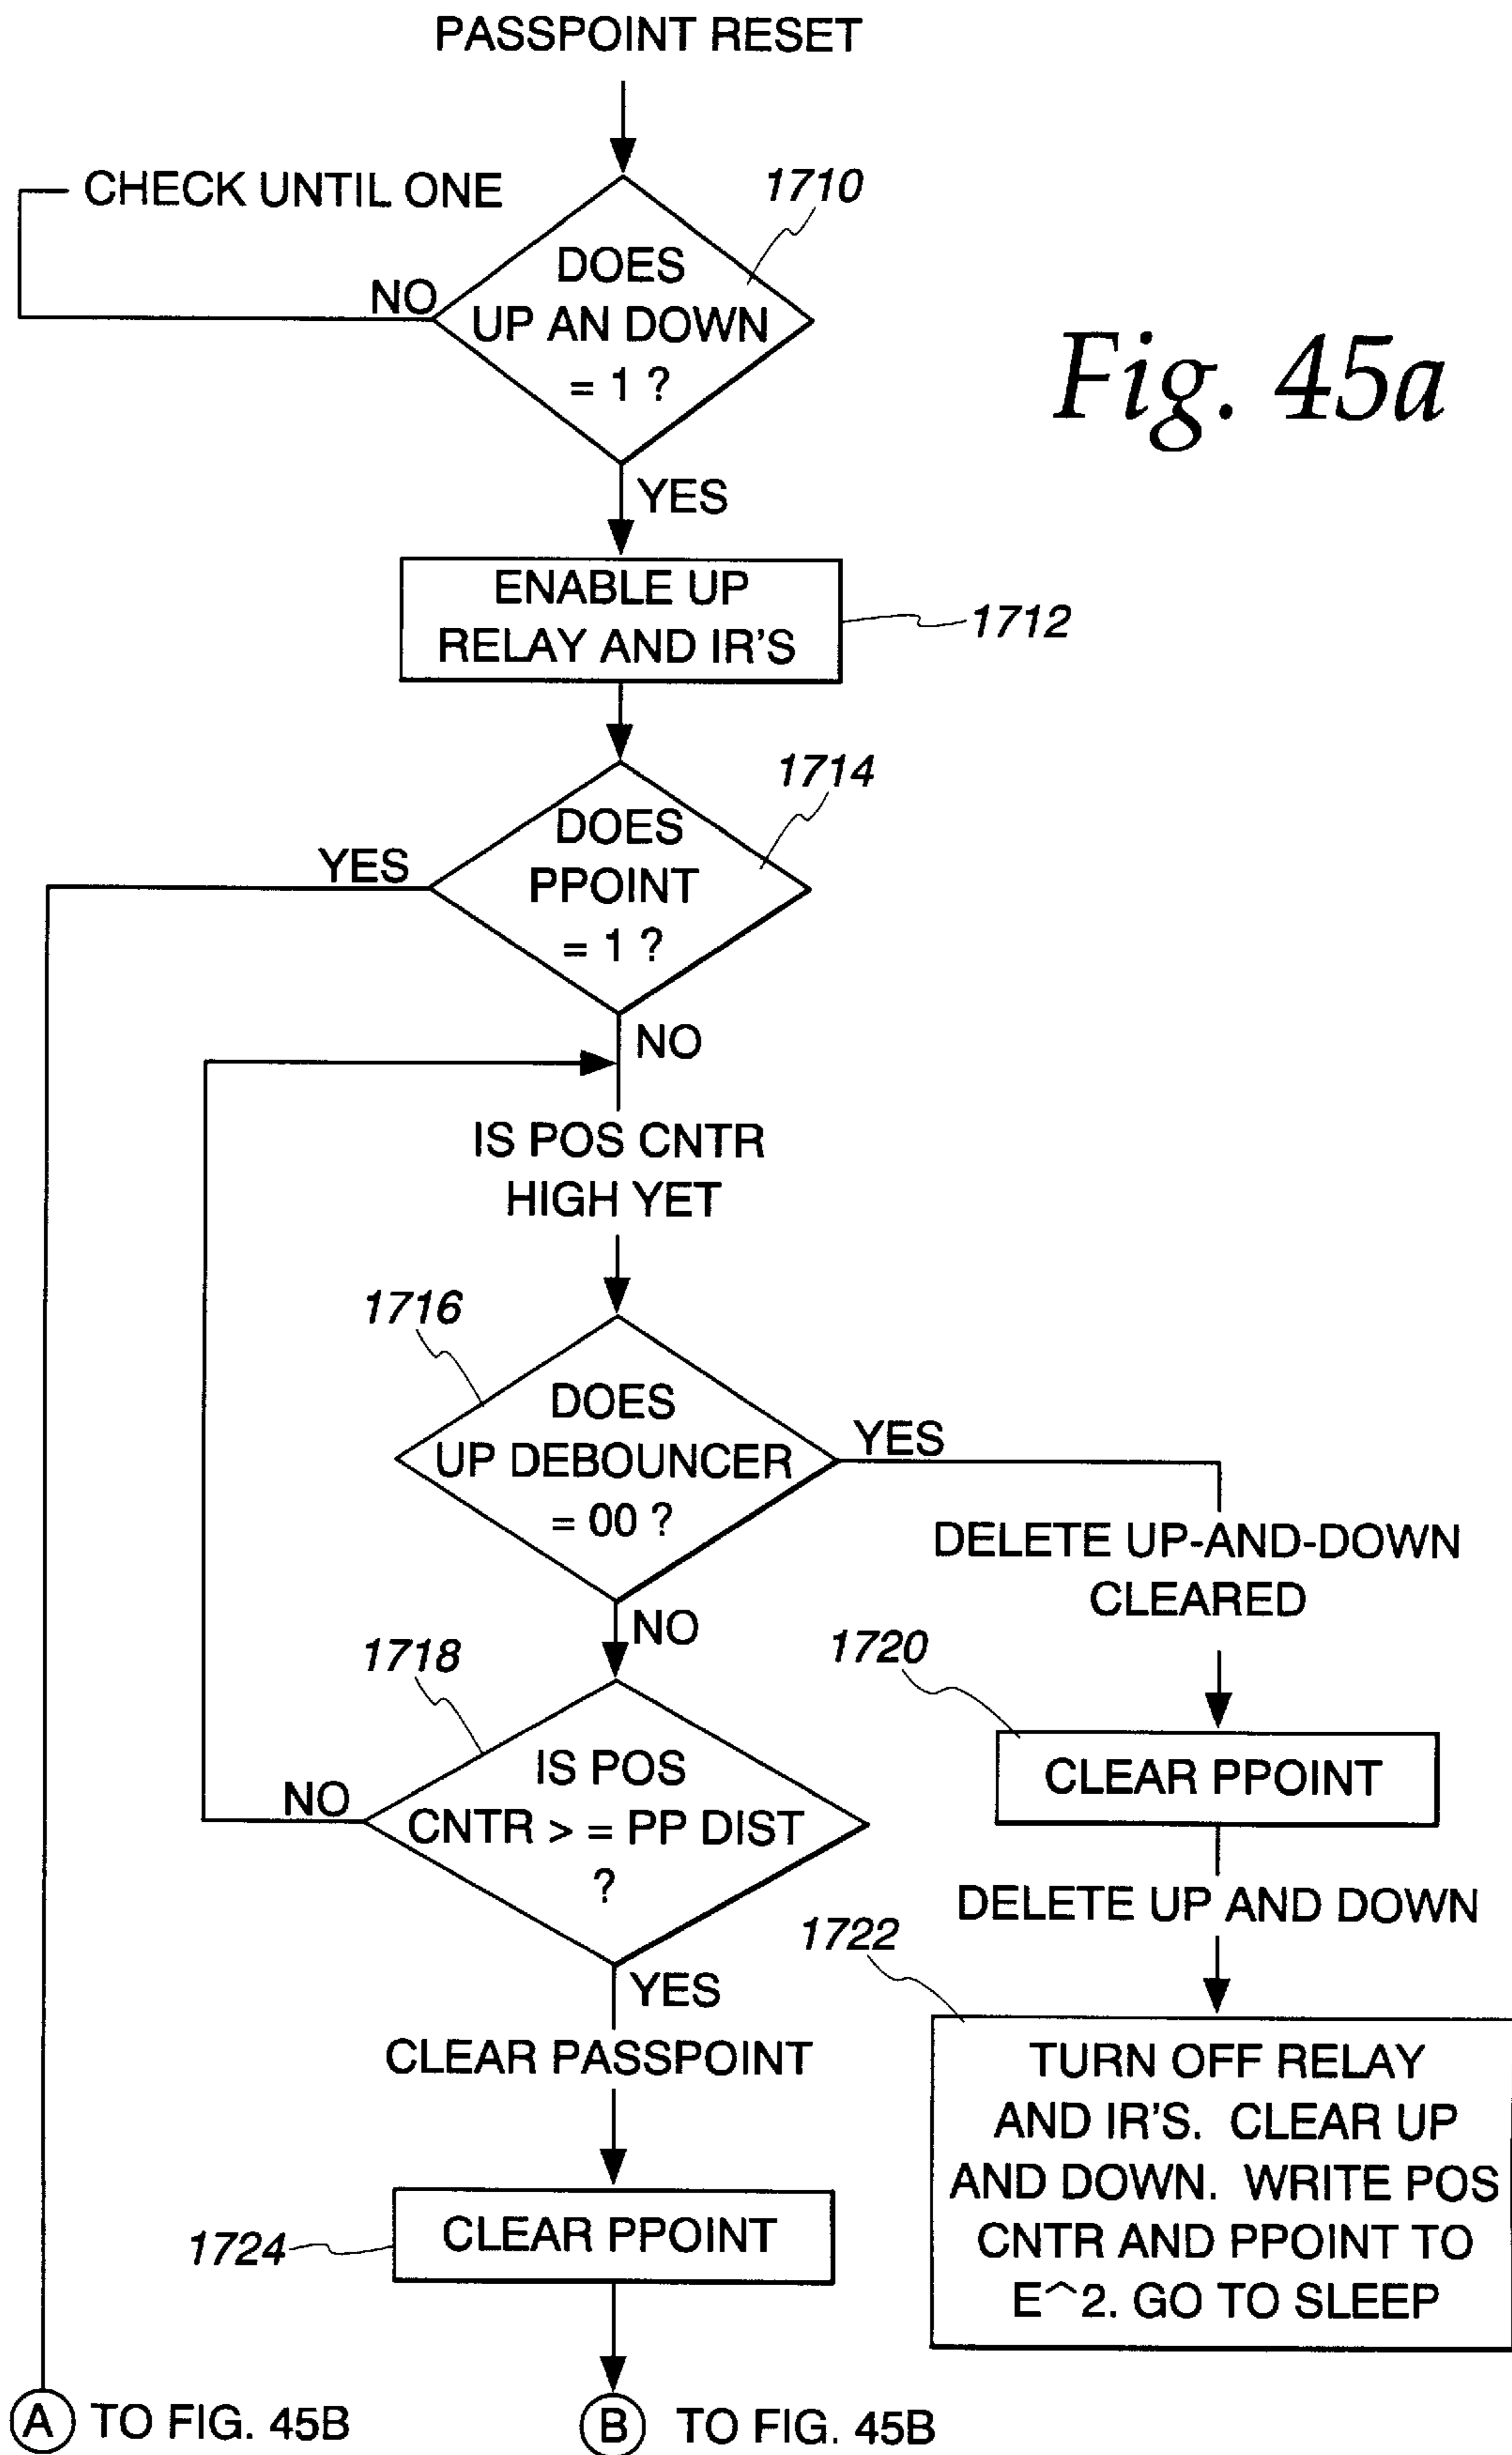 PASSPOINT RESET
CHECK UNTIL ONE
1710
DOES
UP AN DOWN
= 1 ?
NO
Fig. 45a
YES
ENABLE UP
RELAY AND IR'S
1712
1714
DOES
PPOINT
= 1 ?
YES
NO
IS POS CNTR
HIGH YET
1716
DOES
UP DEBOUNCER
= 00 ?
YES
DELETE UP-AND-DOWN
CLEARED
NO
1718
1720
IS POS
CNTR > = PP DIST
?
NO
CLEAR PPOINT
DELETE UP AND DOWN
1722
YES
CLEAR PASSPOINT
TURN OFF RELAY
AND IR'S. CLEAR UP
AND DOWN. WRITE POS
CNTR AND PPOINT TO
E^2. GO TO SLEEP
1724
CLEAR PPOINT
A TO FIG. 45B
B TO FIG. 45B